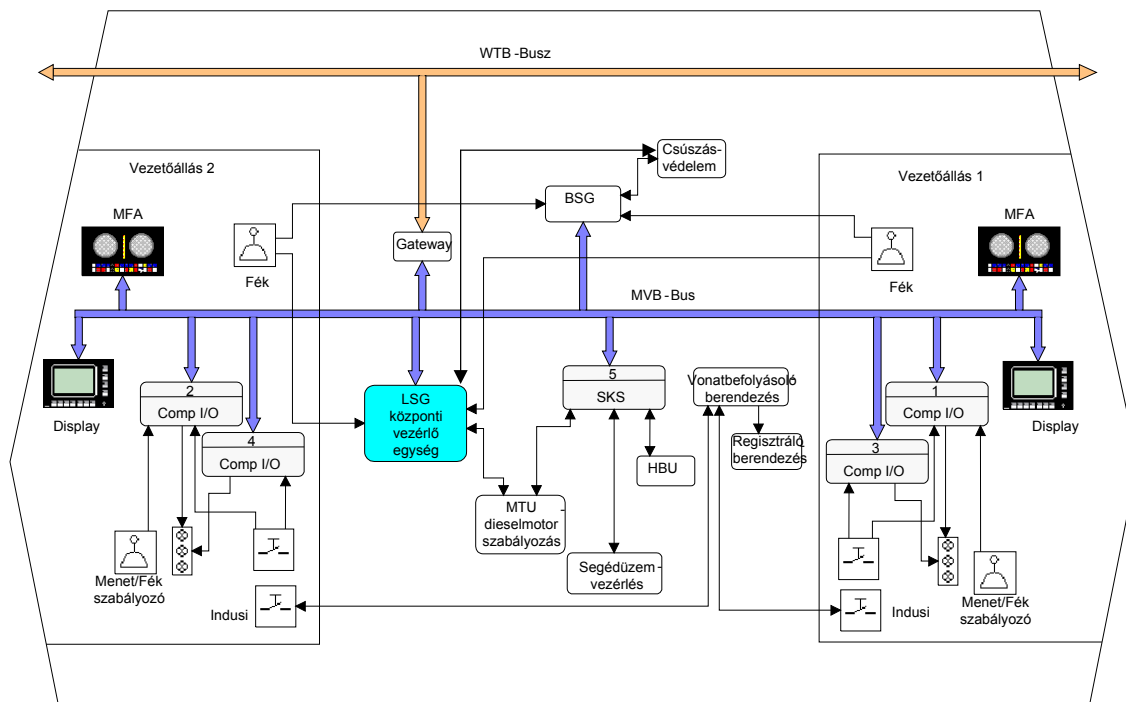 WTB -Busz
Vezetőállás 2
Csúszás-
védelem
Vezetőállás 1
MFA
BSG
MFA
Gateway
Fék
Fék
MVB -Bus
Display
2
Comp I/O
4
Comp I/O
LSG
központi
vezérlő
egység
5
SKS
Vonatbefolyásoló
berendezés
Regisztráló
berendezés
1
Comp I/O
3
Comp I/O
Display
HBU
MTU -
dieselmotor
szabályozás
Segédüzem-
vezérlés
Menet/Fék
szabályozó
Indusi
Indusi
Menet/Fék
szabályozó